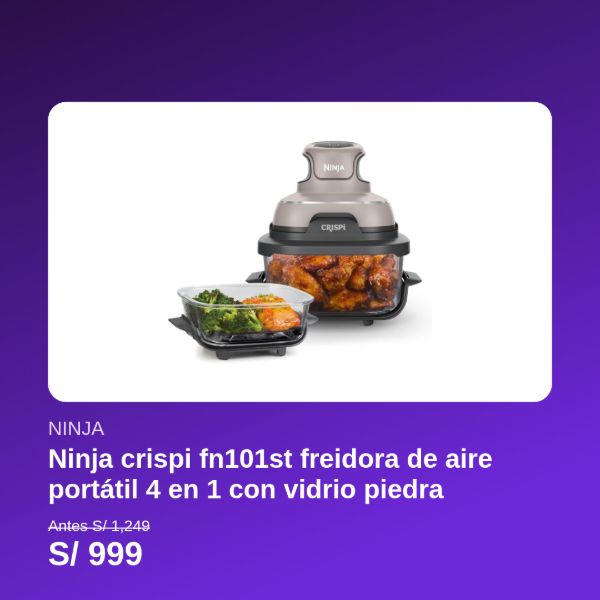 NINJA
CRISPi
NINJA
Ninja crispi fn101st freidora de aire
portátil 4 en 1 con vidrio piedra
Antes S/ 1,249
S/ 999